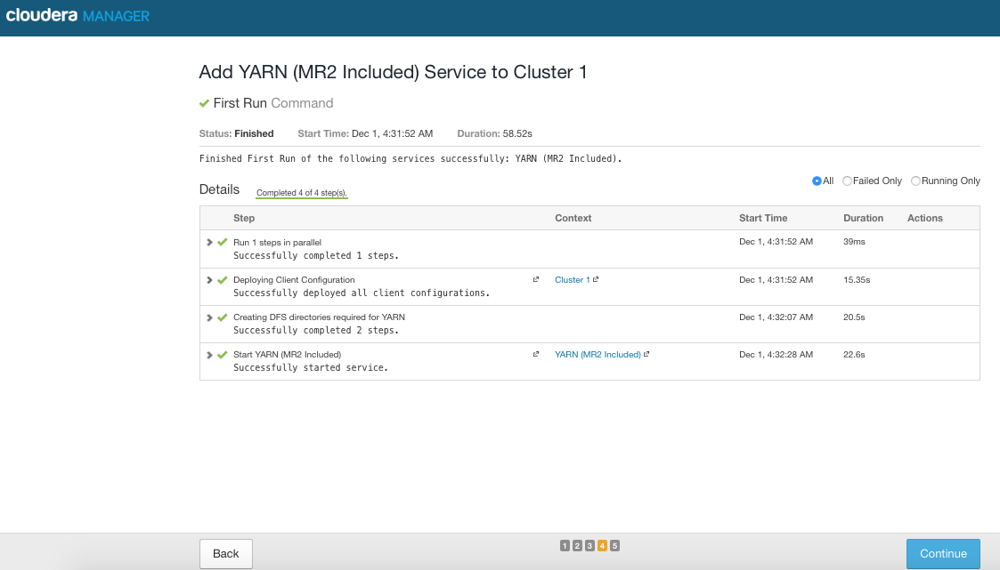 cloudera MANAGER
Add YARN (MR2 Included) Service to Cluster 1
First Run Command
Status: Finished Start Time: Dec 1, 4:31:52 AM Duration: 58.52s
Finished First Run of the following services successfully: YARN (MR2 Included).
Details Completed 4 of 4 step(s). All Failed Only Running Only
Step Context Start Time Duration Actions
Run 1 steps in parallel Dec 1, 4:31:52 AM 39ms
Successfully completed 1 steps.
Deploying Client Configuration Cluster 1 Dec 1, 4:31:52 AM 15.35s
Successfully deployed all client configurations.
Creating DFS directories required for YARN Dec 1, 4:32:07 AM 20.5s
Successfully completed 2 steps.
Start YARN (MR2 Included) YARN (MR2 Included) Dec 1, 4:32:28 AM 22.6s
Successfully started service.
Back 1 2 3 4 5 Continue